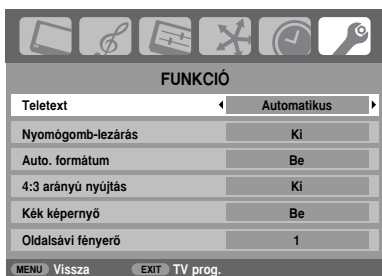 FUNKCIÓ
Teletext Automatikus
Nyomógomb-lezárás Ki
Auto. formátum Be
4:3 arányú nyújtás Ki
Kék képernyő Be
Oldalsávi fényerő 1
MENU Vissza EXIT TV prog.